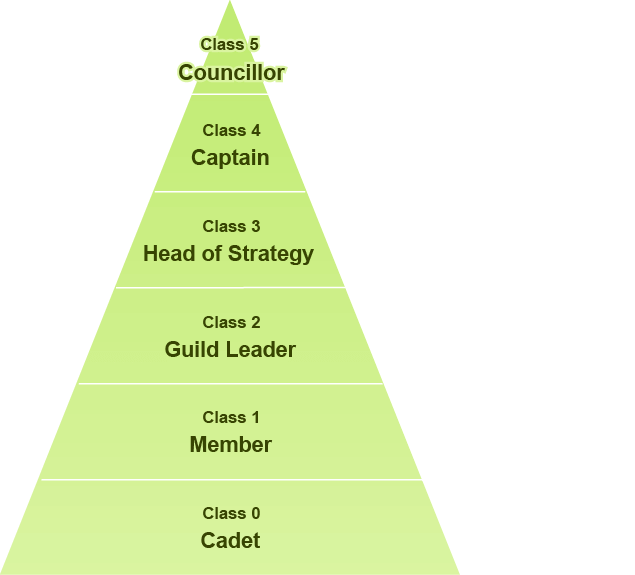 Class 5
Councillor
Class 4
Captain
Class 3
Head of Strategy
Class 2
Guild Leader
Class 1
Member
Class 0
Cadet